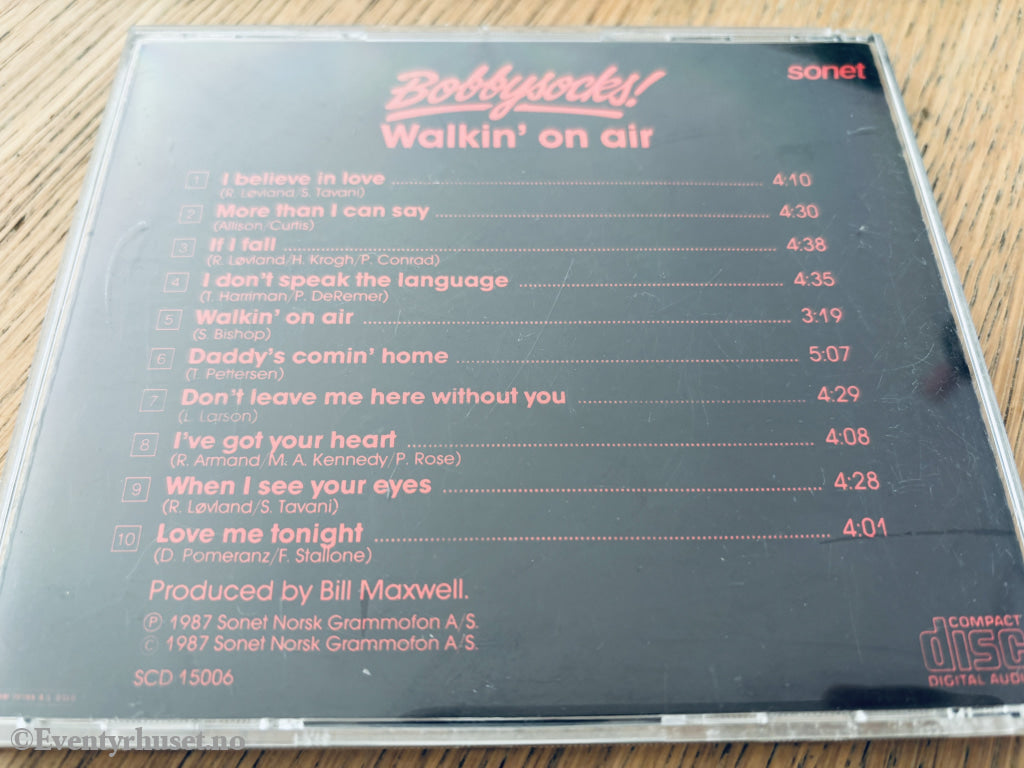 sonet
Bobbysocks!
Walkin' on air
1 I believe in love 4:10
(R. Løvland/S. Tavani)
2 More than I can say 4:30
(Allison/Curtis)
3 If I fall 4:38
(R. Løvland/H. Krogh/P. Conrad)
4 I don't speak the language 4:35
(T. Harriman/P. DeRemer)
5 Walkin' on air 3:19
(S. Bishop)
6 Daddy's comin' home 5:07
(T. Pettersen)
7 Don't leave me here without you 4:29
(L. Larson)
8 I've got your heart 4:08
(R. Armand/M. A. Kennedy/P. Rose)
9 When I see your eyes 4:28
(R. Løvland/S. Tavani)
10 Love me tonight 4:01
(D. Pomeranz/F. Stallone)
Produced by Bill Maxwell.
℗ 1987 Sonet Norsk Grammofon A/S.
© 1987 Sonet Norsk Grammofon A/S.
SCD 15006
COMPACT
disc
DIGITAL AUDIO
©Eventyrhuset.no